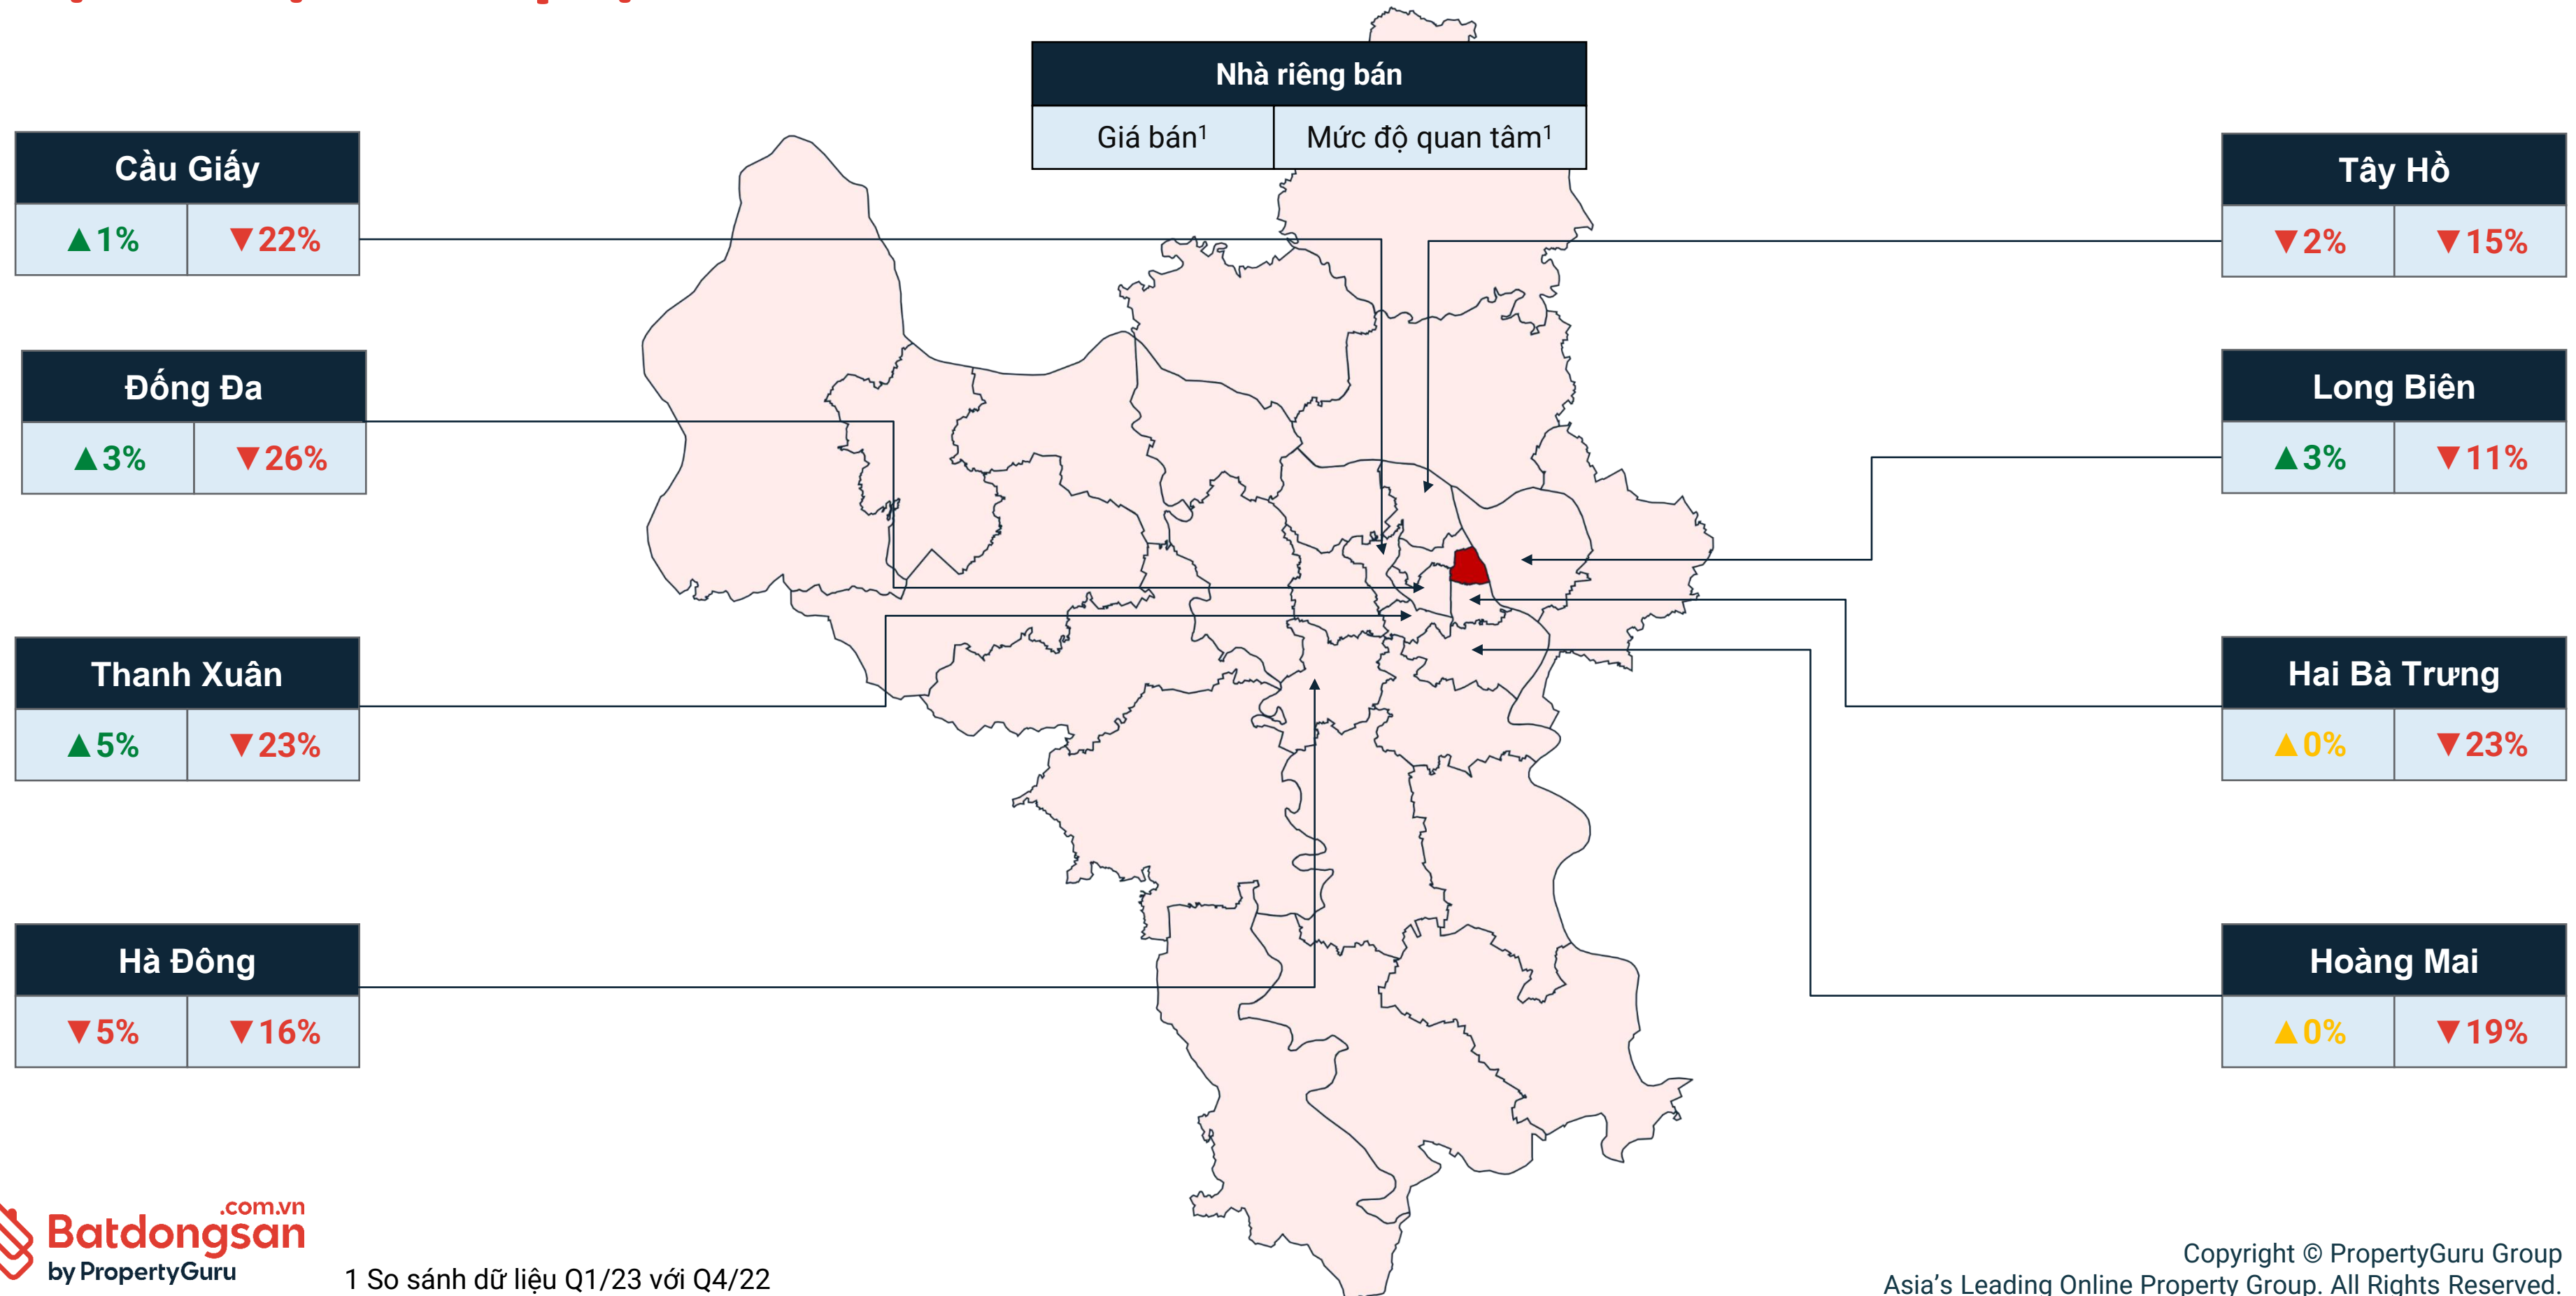 Nhà riêng bán
Giá bán¹
Mức độ quan tâm¹
Cầu Giấy
▲1%
▼22%
Đống Đa
▲3%
▼26%
Thanh Xuân
▲5%
▼23%
Hà Đông
▼5%
▼16%
Tây Hồ
▼2%
▼15%
Long Biên
▲3%
▼11%
Hai Bà Trưng
▲0%
▼23%
Hoàng Mai
▲0%
▼19%
.com.vn
Batdongsan
by PropertyGuru
1 So sánh dữ liệu Q1/23 với Q4/22
Copyright © PropertyGuru Group
Asia’s Leading Online Property Group. All Rights Reserved.